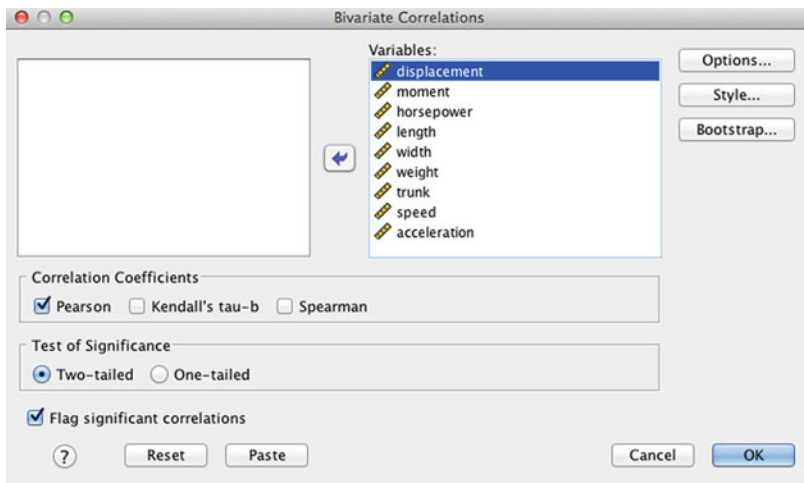 Bivariate Correlations
Variables:
displacement
moment
horsepower
length
width
weight
trunk
speed
acceleration
Options...
Style...
Bootstrap...
Correlation Coefficients
Pearson Kendall's tau-b Spearman
Test of Significance
Two-tailed One-tailed
Flag significant correlations
? Reset Paste Cancel OK